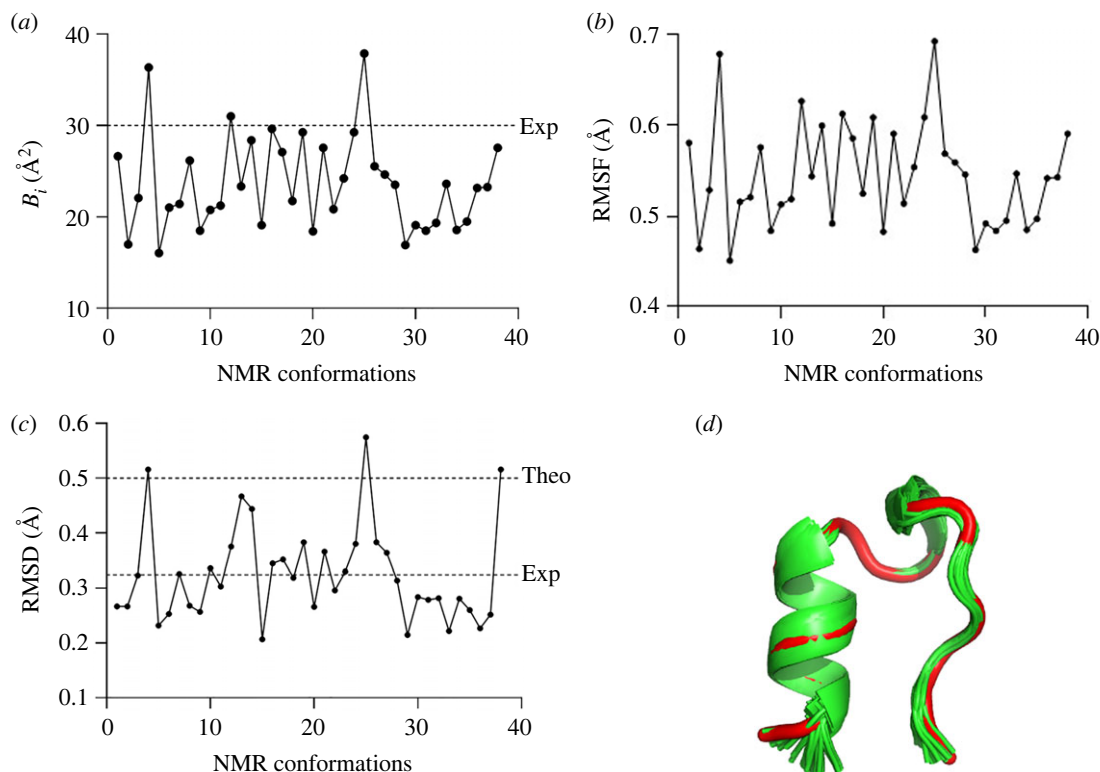 (a)
40
30
20
10
B_i (Å²)
Exp
0 10 20 30 40
NMR conformations
(b)
0.7
0.6
0.5
0.4
RMSF (Å)
0 10 20 30 40
NMR conformations
(c)
0.6
0.5
0.4
0.3
0.2
0.1
RMSD (Å)
Theo
Exp
0 10 20 30 40
NMR conformations
(d)